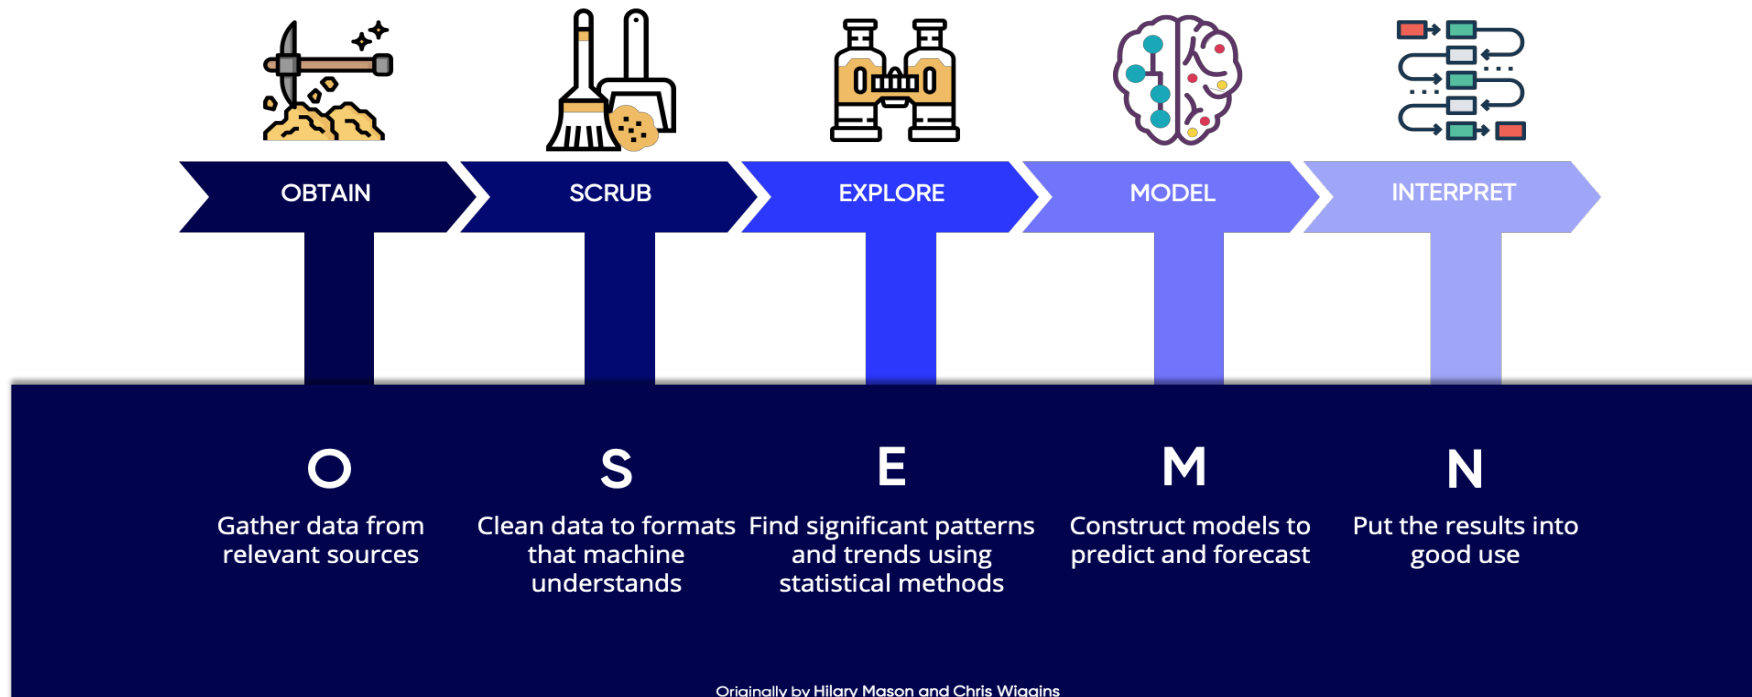 OBTAIN
SCRUB
EXPLORE
MODEL
INTERPRET
O
Gather data from
relevant sources
S
Clean data to formats
that machine
understands
E
Find significant patterns
and trends using
statistical methods
M
Construct models to
predict and forecast
N
Put the results into
good use
Originally by Hilary Mason and Chris Wiggins